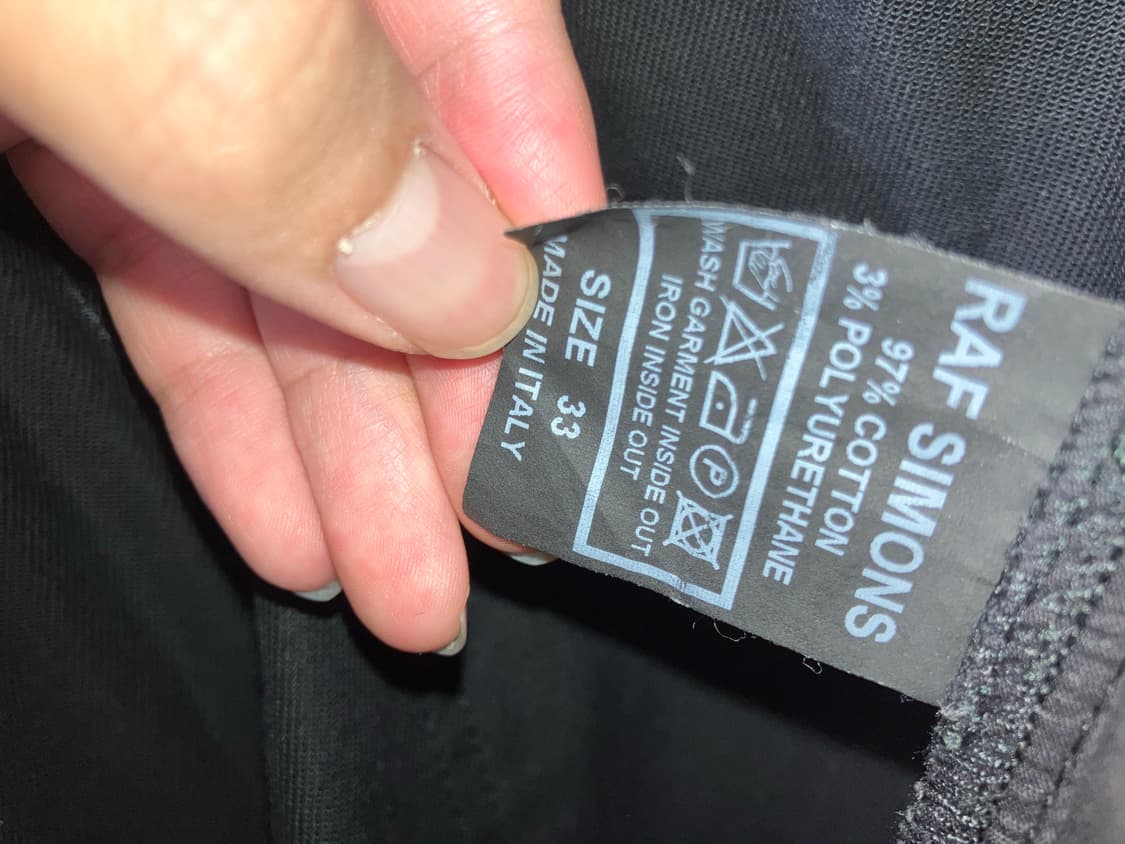 RAF SIMONS
97% COTTON
3% POLYURETHANE
P
WASH GARMENT INSIDE OUT
IRON INSIDE OUT
SIZE 33
MADE IN ITALY